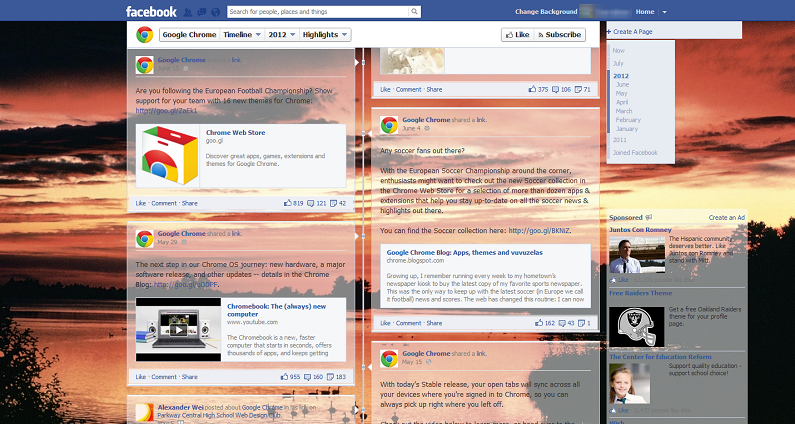 facebook
Search for people, places and things
Change Background
Home
Google Chrome
Timeline
2012
Highlights
Like
Subscribe
Create A Page
Now
July
2012
June
May
April
March
February
January
2011
Joined Facebook
Google Chrome shared a link.
Are you following the European Football Championship? Show
support for your team with 16 new themes for Chrome:
Chrome Web Store
goo.gl
Discover great apps, games, extensions and
themes for Google Chrome.
Like · Comment · Share
819 121 42
Google Chrome shared a link.
May 29
The next step in our Chrome OS journey: new hardware, a major
software release, and other updates -- details in the Chrome
Blog:
Chromebook: The (always) new
computer
www.youtube.com
The Chromebook is a new, faster
computer that starts in seconds, offers
thousands of apps, and keeps getting
Like · Comment · Share
955 160 183
Alexander Wei posted about Google Chrome in his link on
Parkway Central High School Web Design Club
Like · Comment · Share
375 106 71
Google Chrome shared a link.
June 4
Any soccer fans out there?
With the European Soccer Championship around the corner,
enthusiasts might want to check out the new Soccer collection in
the Chrome Web Store for a selection of more than dozen apps &
extensions that help you stay up-to-date on all the soccer news &
highlights out there.
You can find the Soccer collection here: http://goo.gl/BKNiZ.
Google Chrome Blog: Apps, themes and vuvuzelas
chrome.blogspot.com
Growing up, I remember running every week to my hometown's
newspaper kiosk to buy the latest copy of my favorite sports newspaper.
This was the only way to keep up with the latest soccer (in Europe we call
it football) news and scores. The web has changed this routine: I can now
Like · Comment · Share
162 43 1
Google Chrome shared a link.
May 15
With today's Stable release, your open tabs will sync across all
your devices where you're signed in to Chrome, so you can
always pick up right where you left off.
Sponsored
Create an Ad
Juntos Con Romney
The Hispanic community
deserves better. Like
Juntos con Romney and
stand with Mitt.
Like
Free Raiders Theme
Get a free Oakland Raiders
theme for your profile
page.
RAIDERS
The Center for Education Reform
Support quality education -
support school choice!
Like